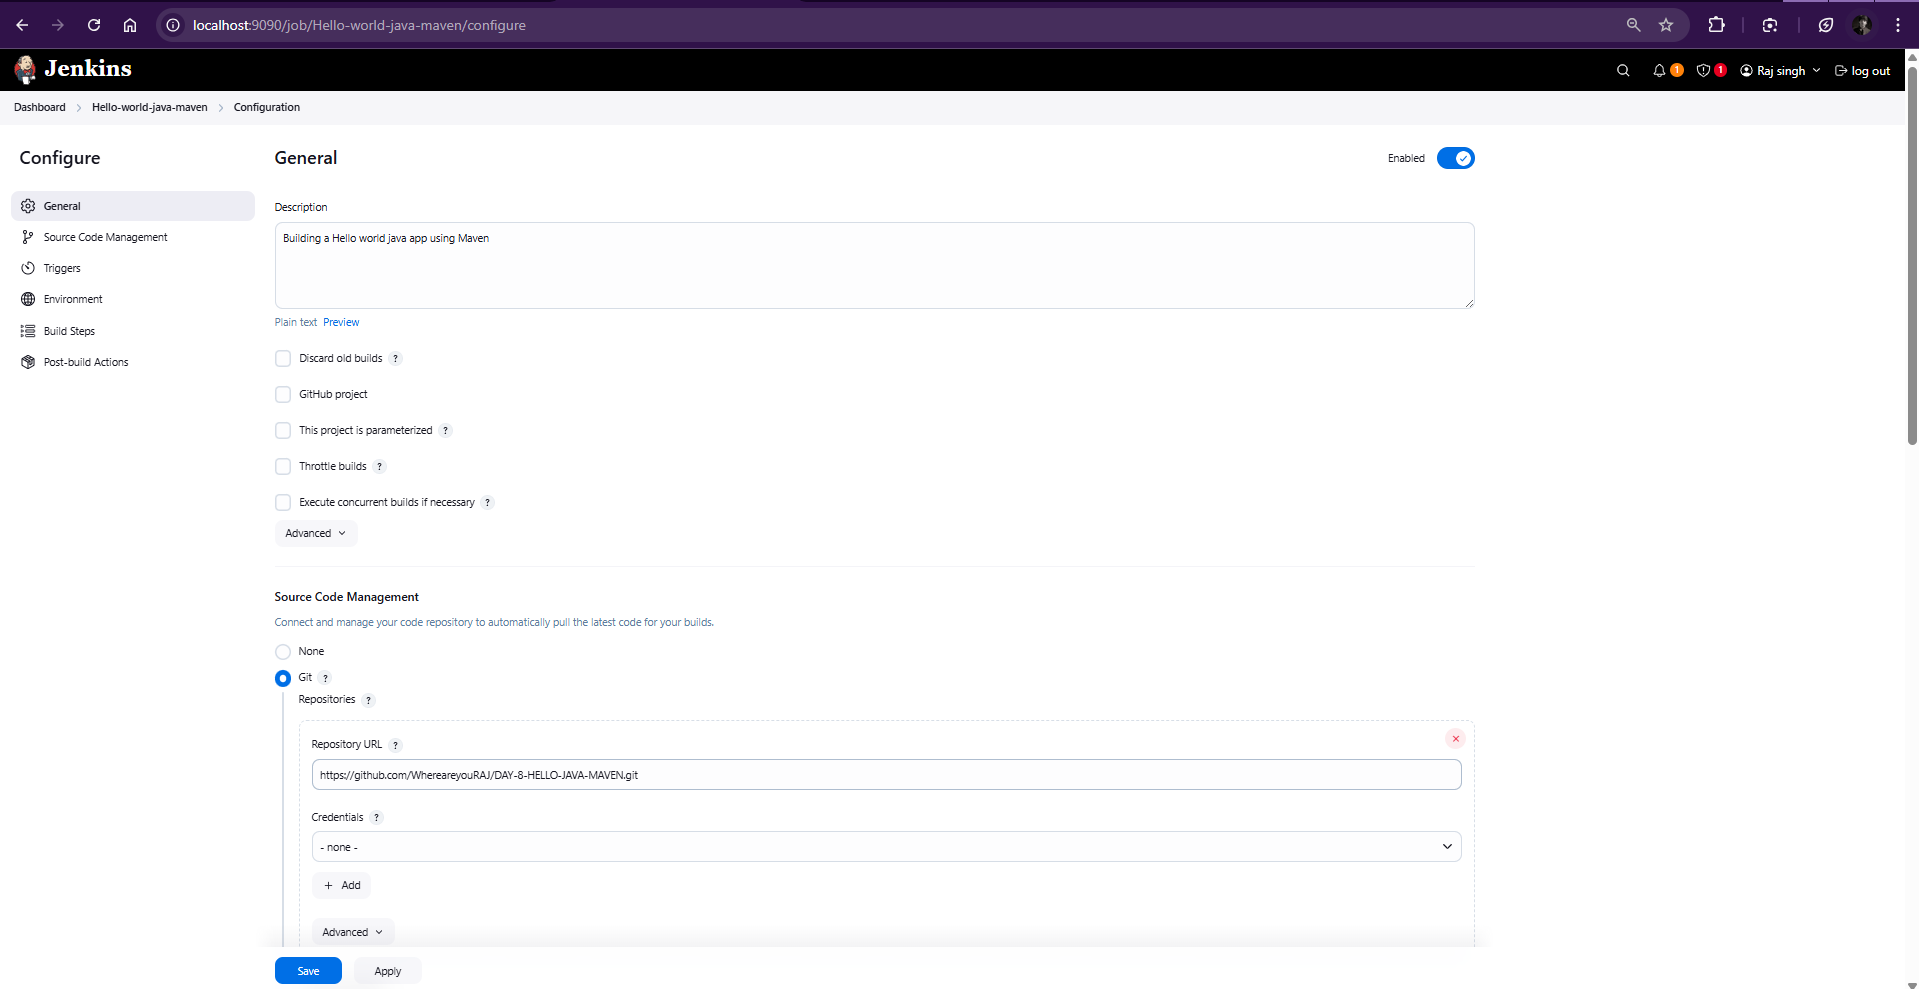 localhost:9090/job/Hello-world-java-maven/configure
Jenkins
1
1
Raj singh
log out
Dashboard
Hello-world-java-maven
Configuration
Configure
General
Source Code Management
Triggers
Environment
Build Steps
Post-build Actions
General
Enabled
Description
Building a Hello world java app using Maven
Plain text Preview
Discard old builds ?
GitHub project
This project is parameterized ?
Throttle builds ?
Execute concurrent builds if necessary ?
Advanced
Source Code Management
Connect and manage your code repository to automatically pull the latest code for your builds.
None
Git ?
Repositories ?
Repository URL ?
https://github.com/WhereareyouRAJ/DAY-8-HELLO-JAVA-MAVEN.git
Credentials ?
- none -
+ Add
Advanced
Save
Apply